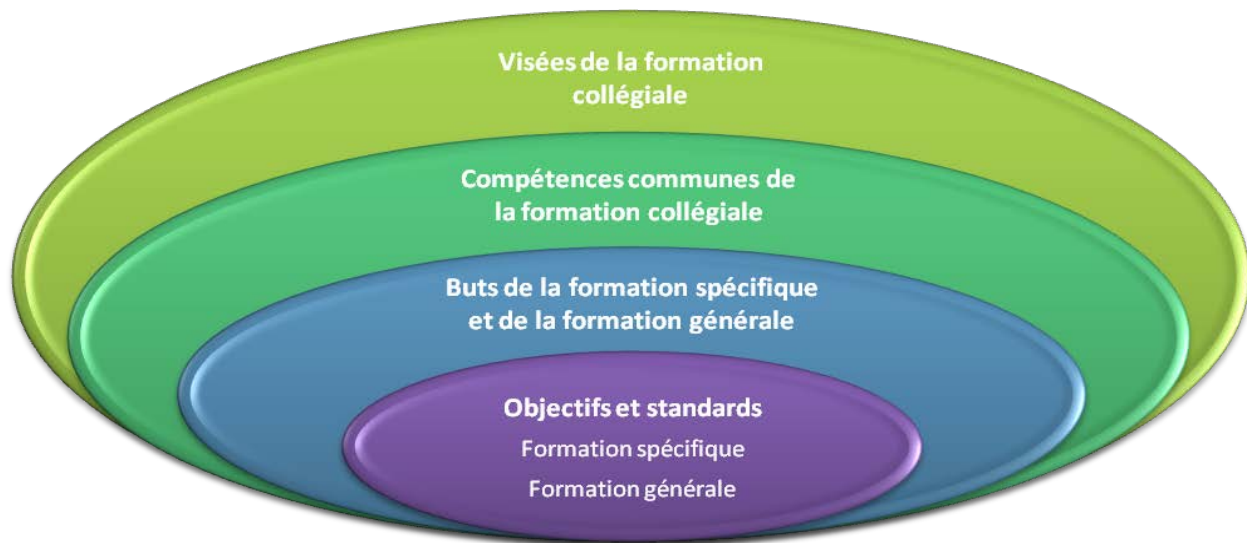 Visées de la formation
collégiale
Compétences communes de
la formation collégiale
Buts de la formation spécifique
et de la formation générale
Objectifs et standards
Formation spécifique
Formation générale